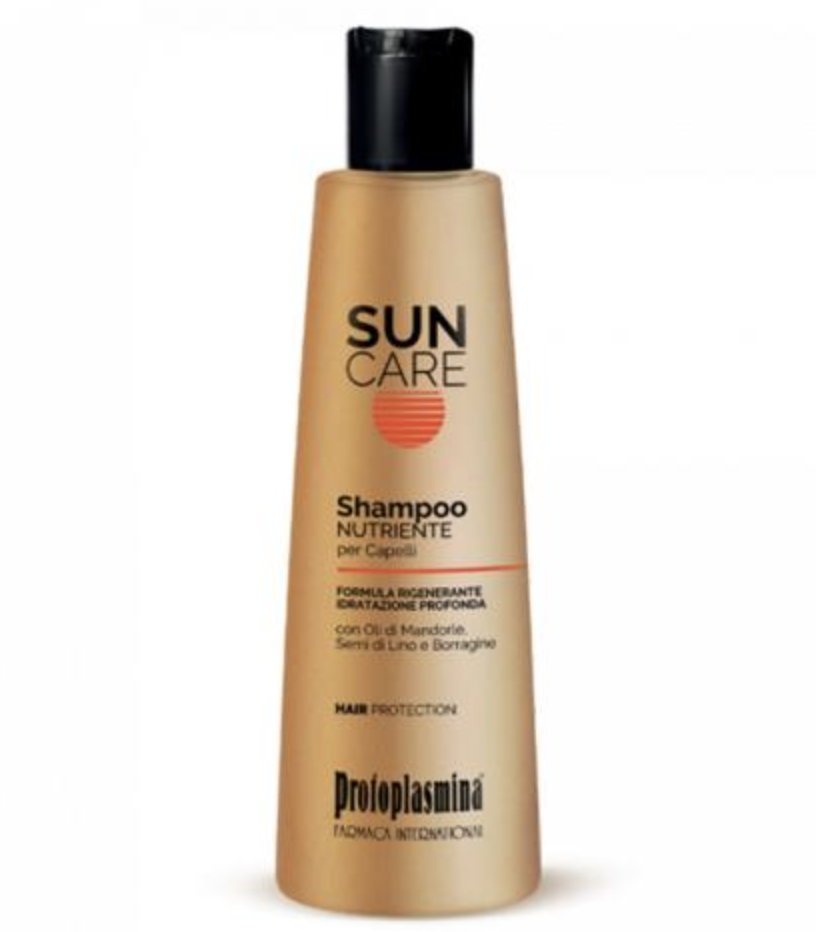 SUN
CARE
Shampoo
NUTRIENTE
per Capelli
FORMULA RIGENERANTE
IDRATAZIONE PROFONDA
con Oli di Mandorle,
Semi di Lino e Borragine
HAIR PROTECTION
Protoplasmina
FARMACA INTERNATIONAL